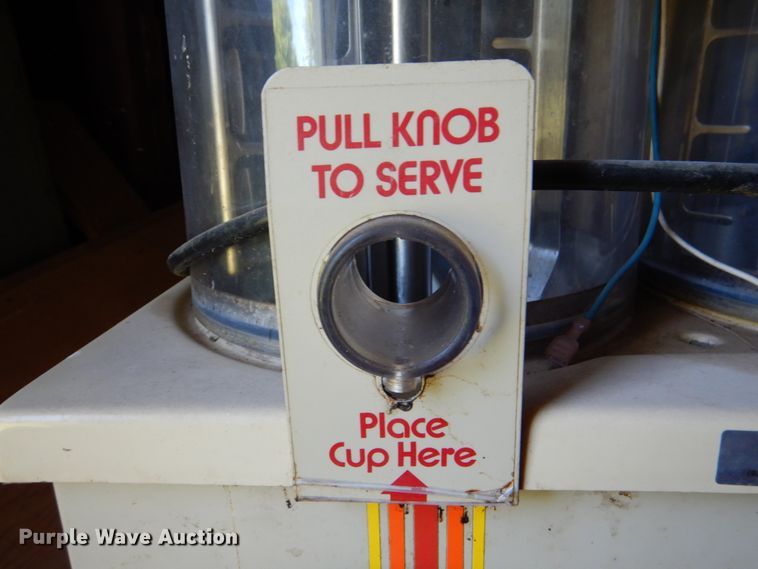 PULL KNOB
TO SERVE
Place
Cup Here
Purple Wave Auction